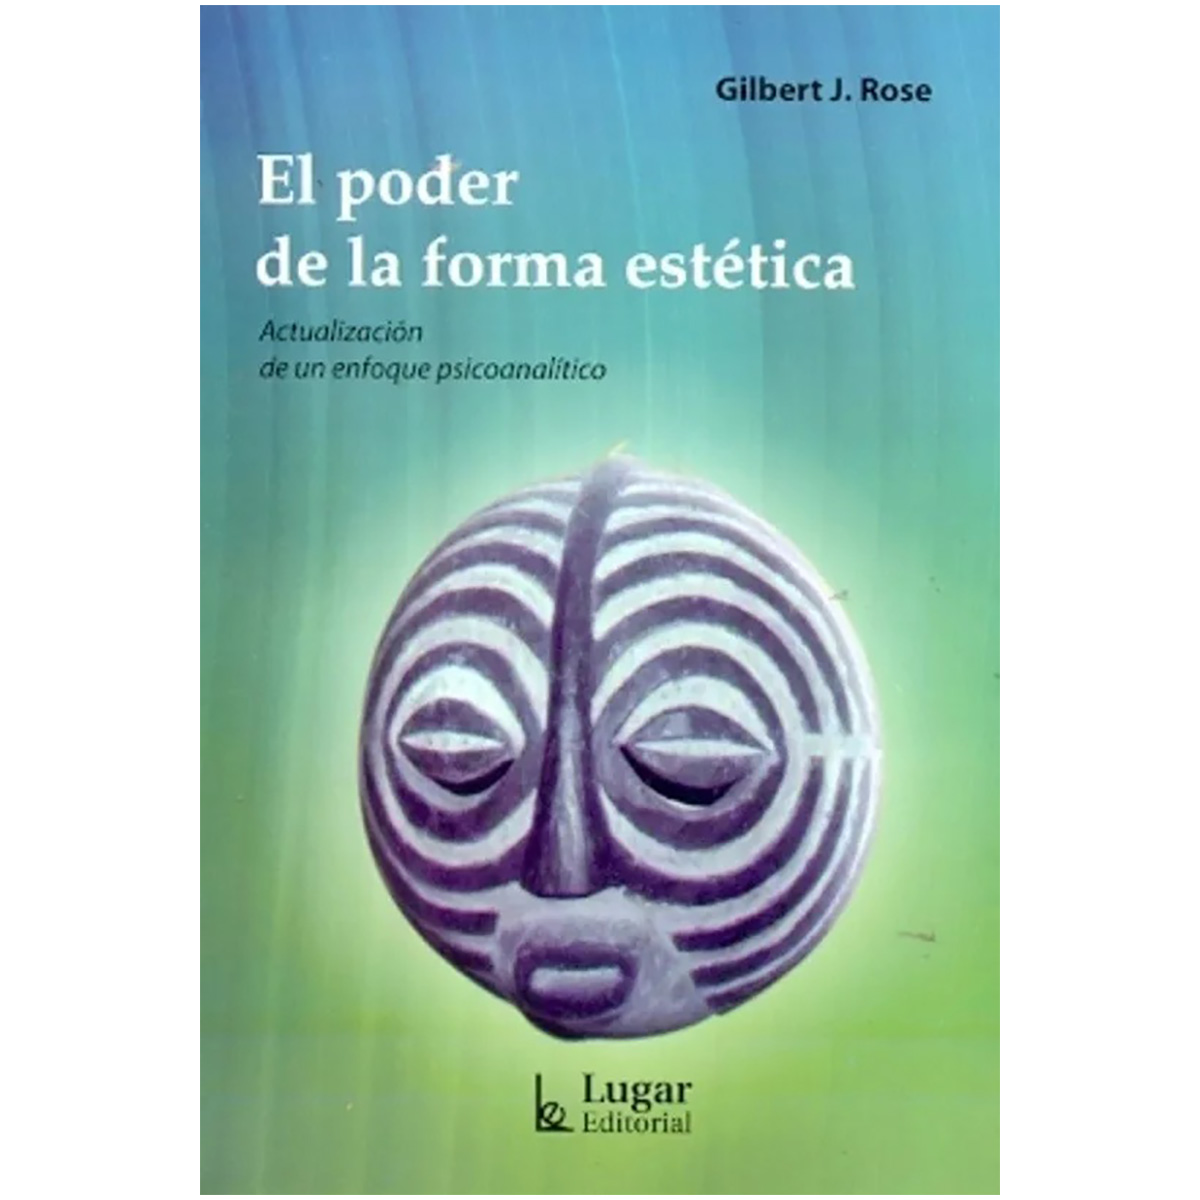 Gilbert J. Rose
El poder
de la forma estética
Actualización
de un enfoque psicoanalítico
Lugar
Editorial